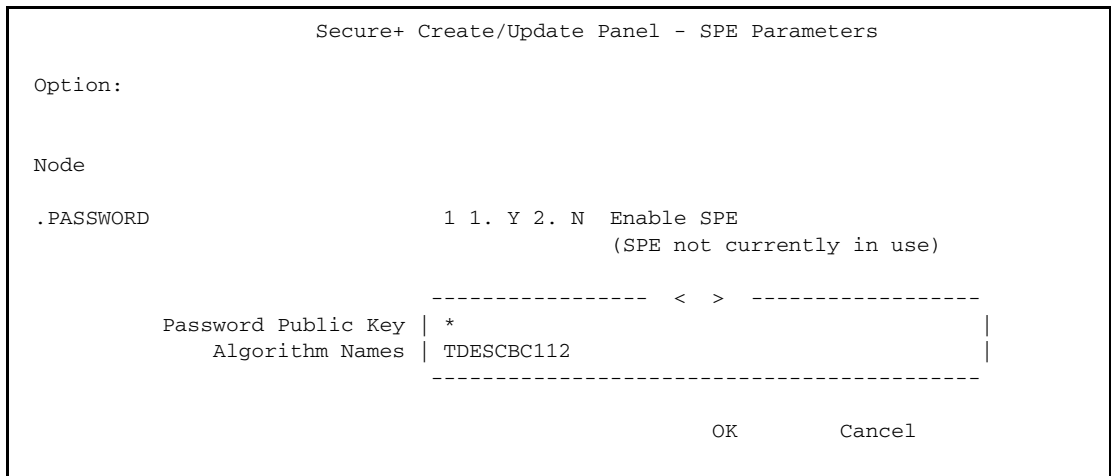 Secure+ Create/Update Panel - SPE Parameters
Option:
Node
.PASSWORD 1 1. Y 2. N Enable SPE
(SPE not currently in use)
----------------- < > ------------------
Password Public Key | * |
Algorithm Names | TDESCBC112 |
-------------------------------------------
OK Cancel